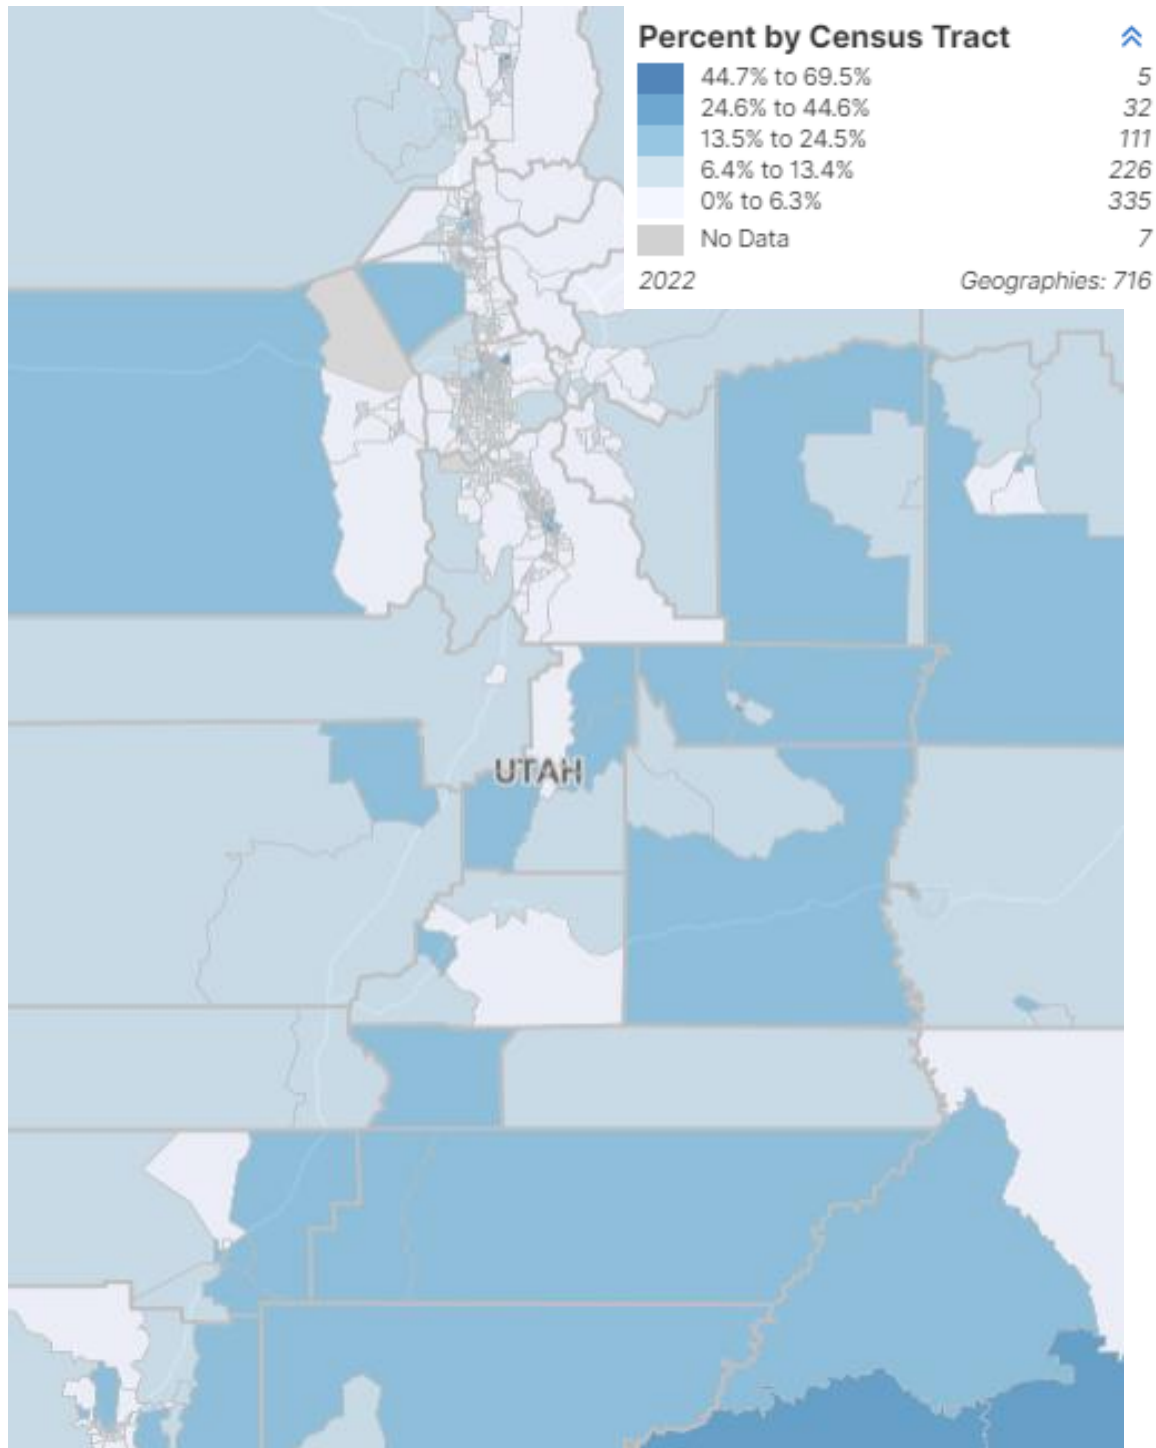 Percent by Census Tract
44.7% to 69.5% 5
24.6% to 44.6% 32
13.5% to 24.5% 111
6.4% to 13.4% 226
0% to 6.3% 335
No Data 7
2022 Geographies: 716
UTAH